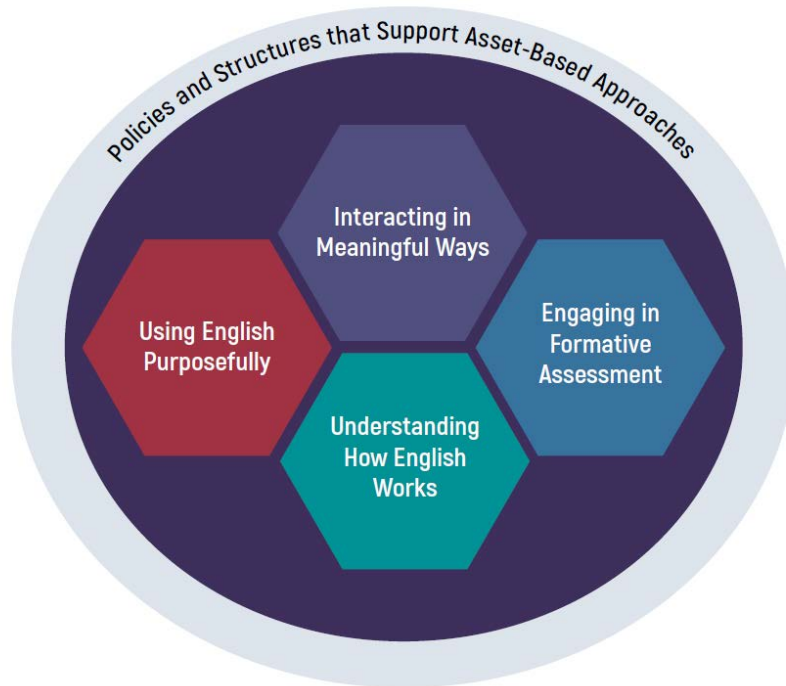 Policies and Structures that Support Asset-Based Approaches
Interacting in
Meaningful Ways
Using English
Purposefully
Engaging in
Formative
Assessment
Understanding
How English
Works